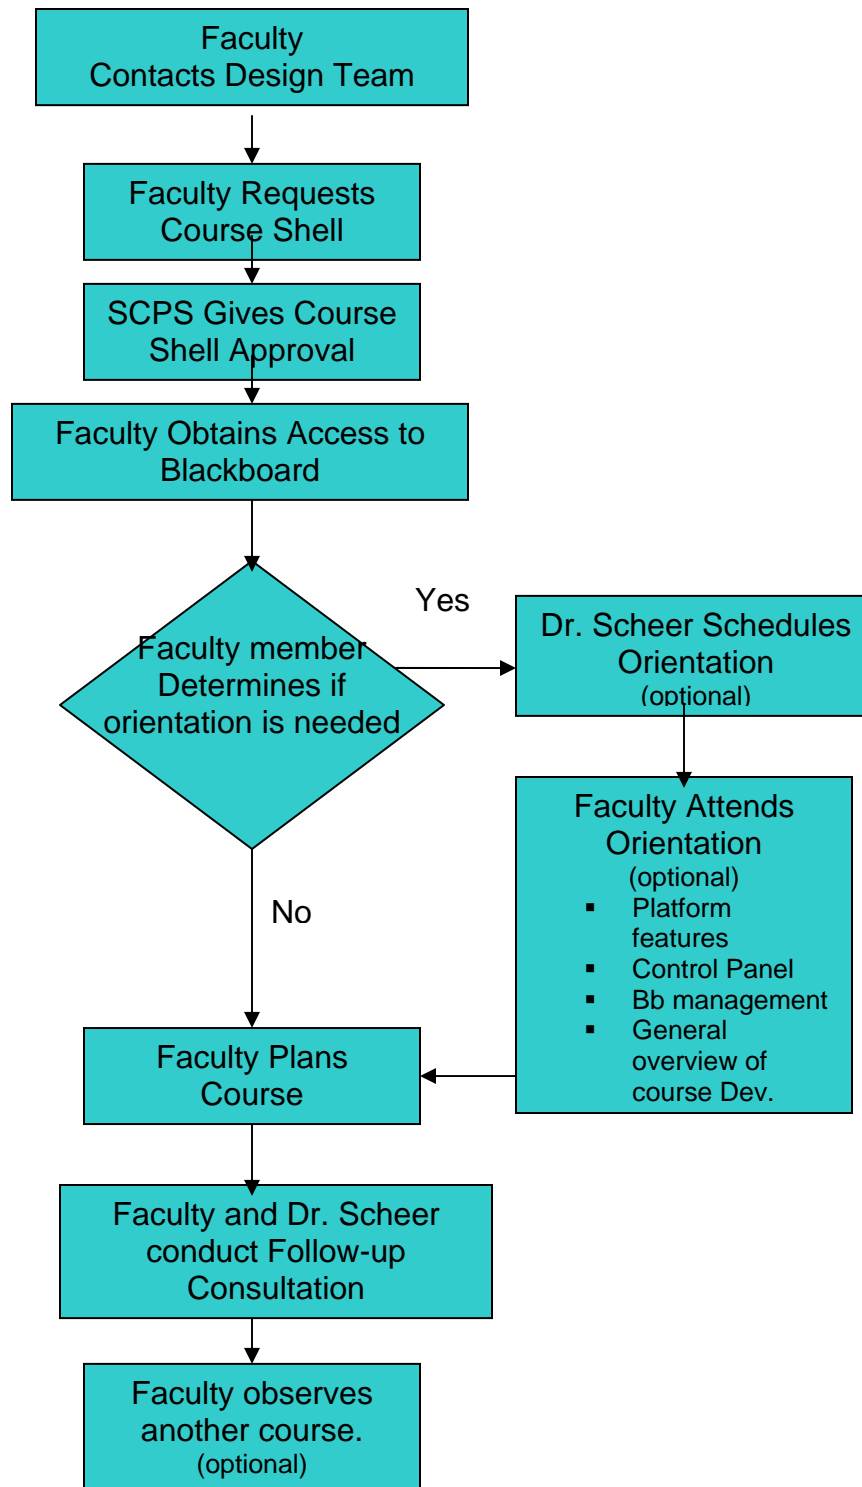 Faculty
Contacts Design Team
Faculty Requests
Course Shell
SCPS Gives Course
Shell Approval
Faculty Obtains Access to
Blackboard
Faculty member
Determines if
orientation is needed
Yes
Dr. Scheer Schedules
Orientation
(optional)
Faculty Attends
Orientation
(optional)
▪ Platform
features
▪ Control Panel
▪ Bb management
▪ General
overview of
course Dev.
No
Faculty Plans
Course
Faculty and Dr. Scheer
conduct Follow-up
Consultation
Faculty observes
another course.
(optional)